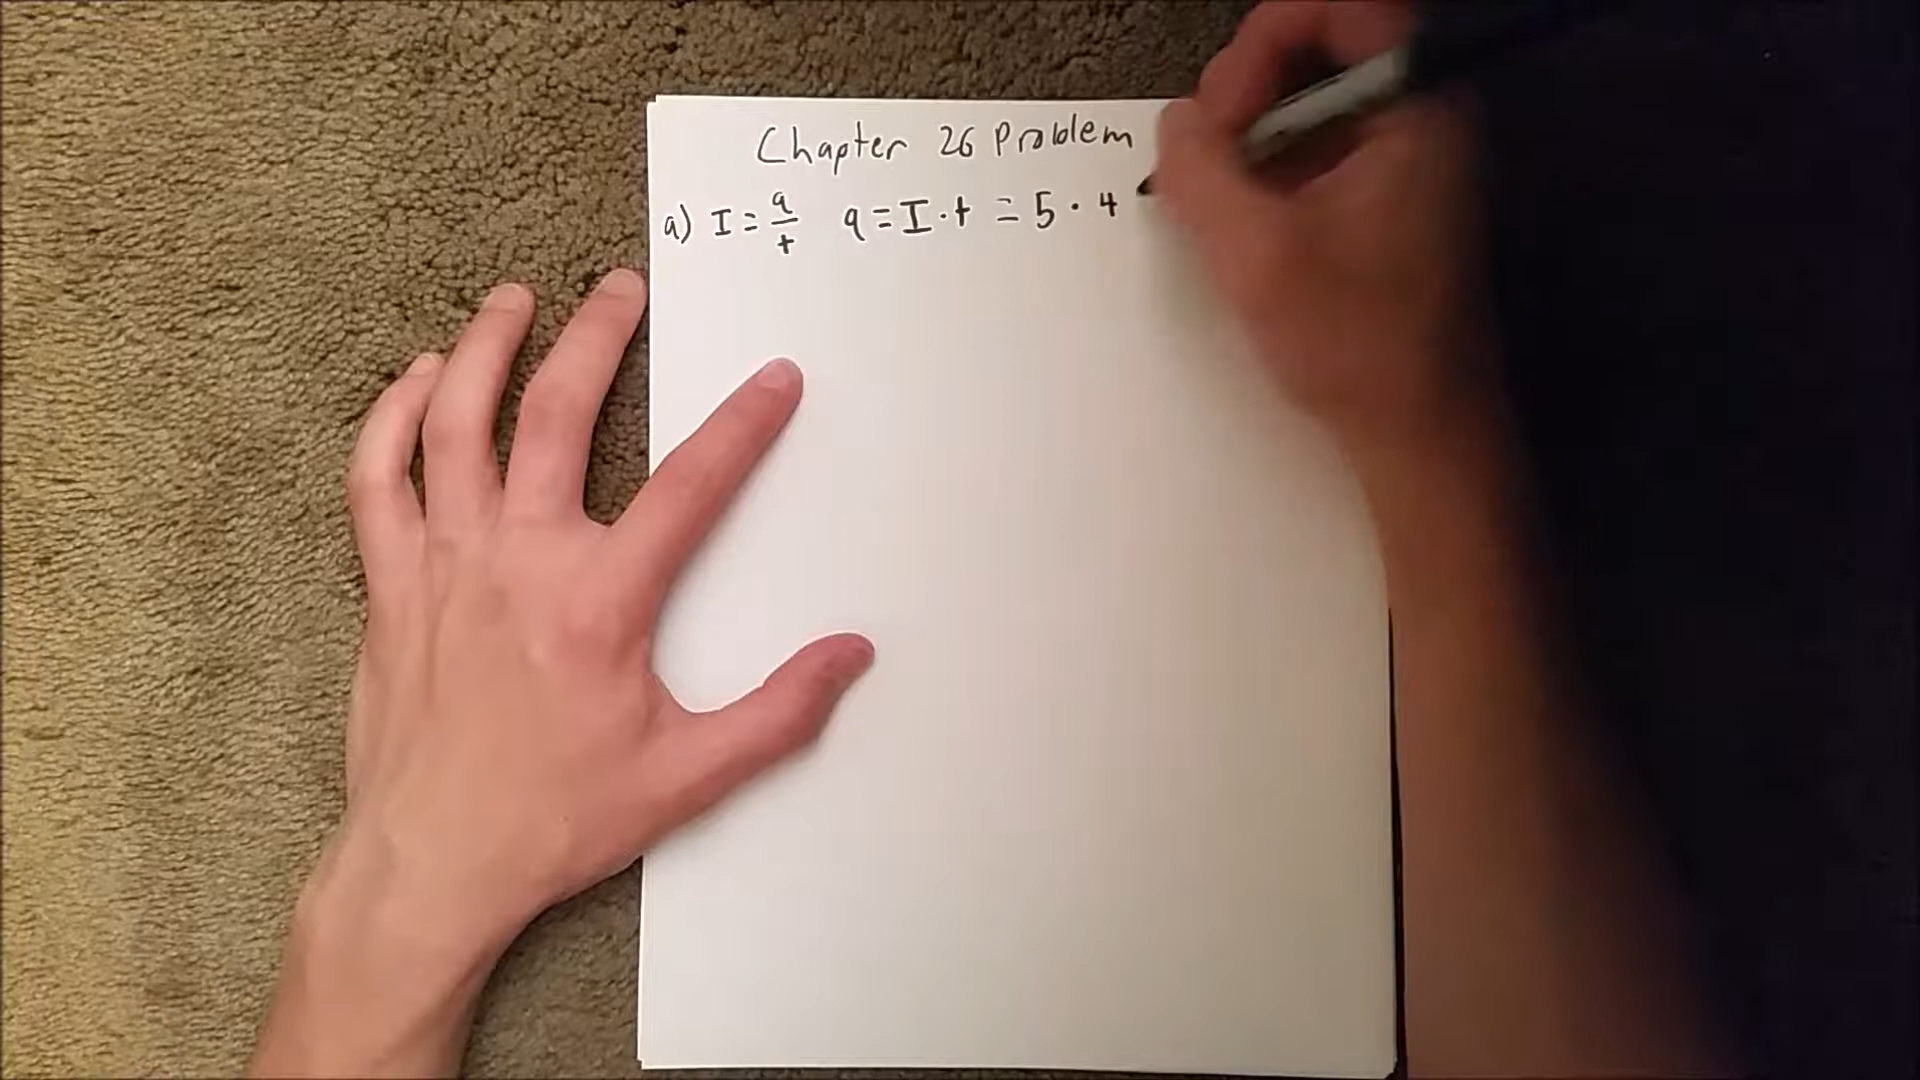 Chapter 26 Problem
a) I = q/t q = I · t = 5 · 4